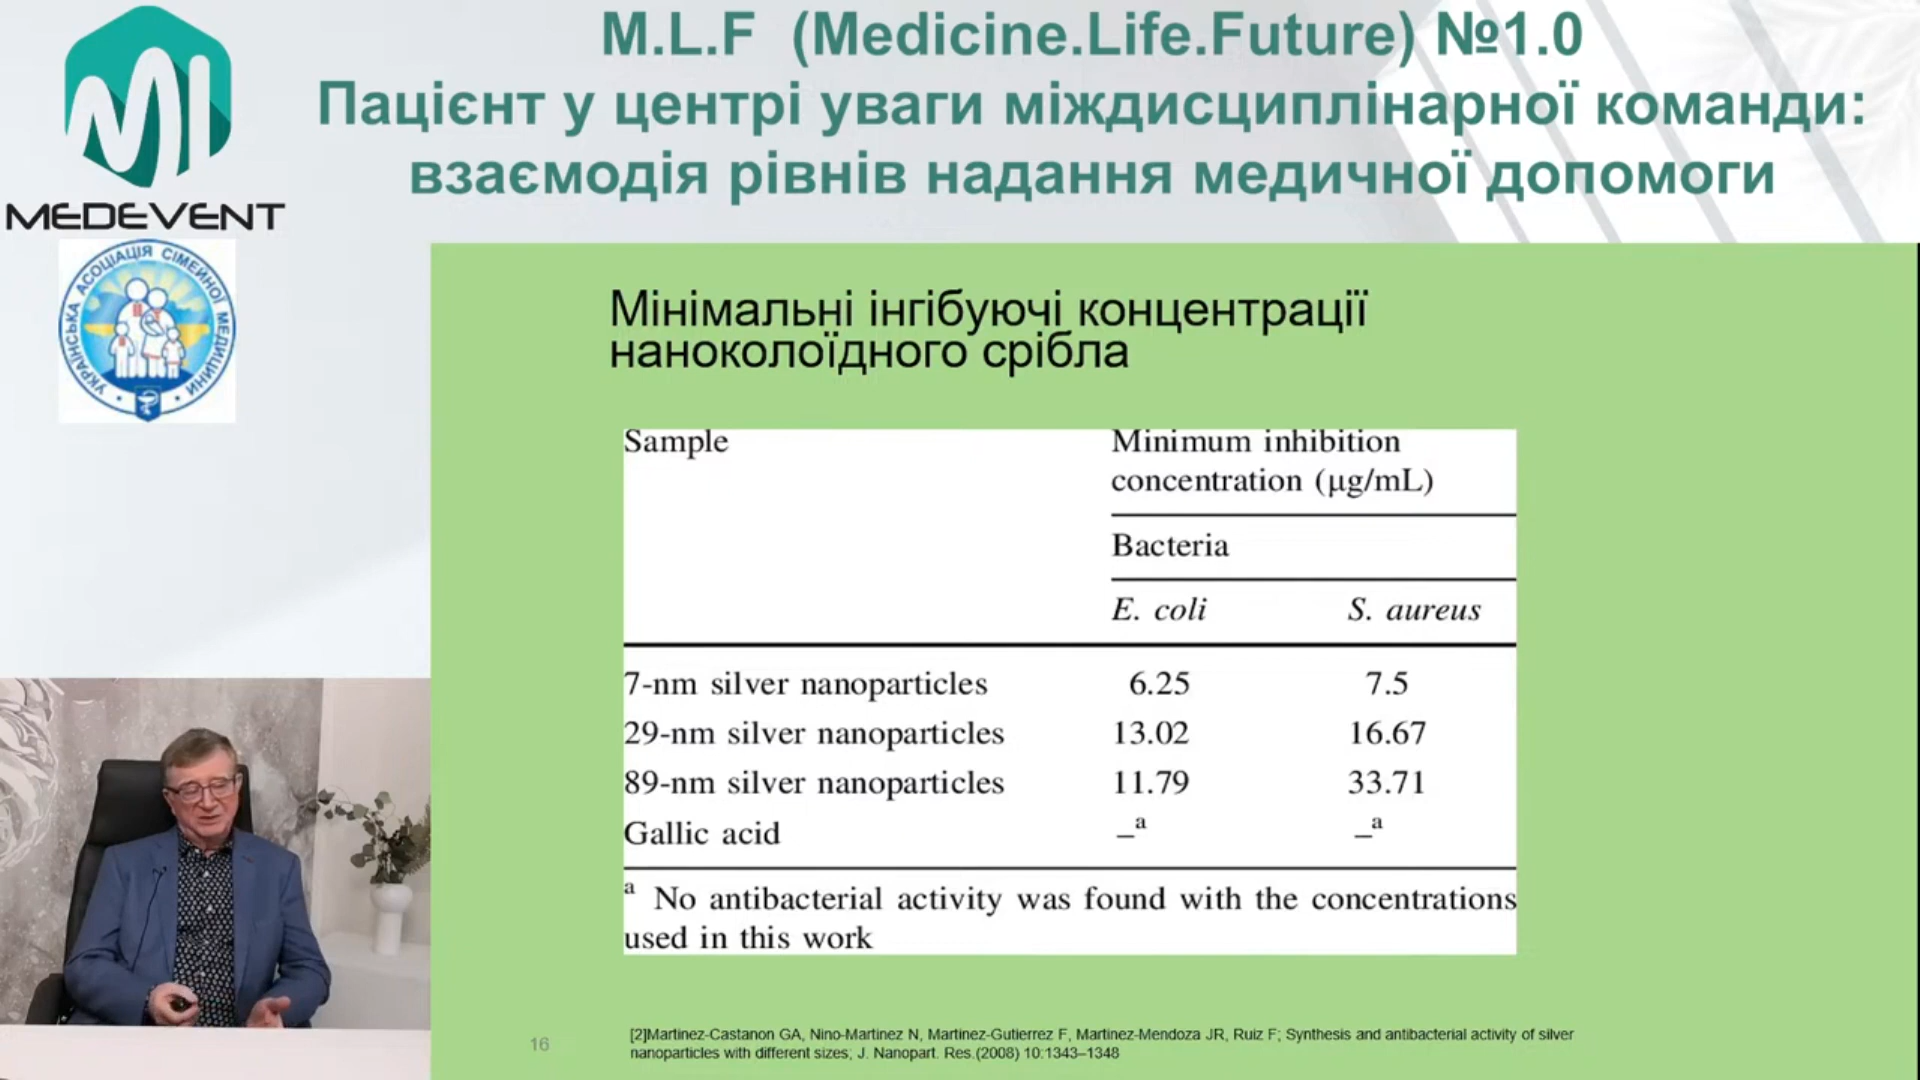 M.L.F (Medicine.Life.Future) №1.0
Пацієнт у центрі уваги міждисциплінарної команди:
взаємодія рівнів надання медичної допомоги
MEDEVENT
УКРАЇНСЬКА АСОЦІАЦІЯ СІМЕЙНОЇ МЕДИЦИНИ
Мінімальні інгібуючі концентрації
наноколоїдного срібла
Sample Minimum inhibition
concentration (μg/mL)
Bacteria
E. coli S. aureus
7-nm silver nanoparticles 6.25 7.5
29-nm silver nanoparticles 13.02 16.67
89-nm silver nanoparticles 11.79 33.71
Gallic acid –a –a
a No antibacterial activity was found with the concentrations
used in this work
16
[2]Martinez-Castanon GA, Nino-Martinez N, Martinez-Gutierrez F, Martinez-Mendoza JR, Ruiz F; Synthesis and antibacterial activity of silver
nanoparticles with different sizes; J. Nanopart. Res.(2008) 10:1343–1348